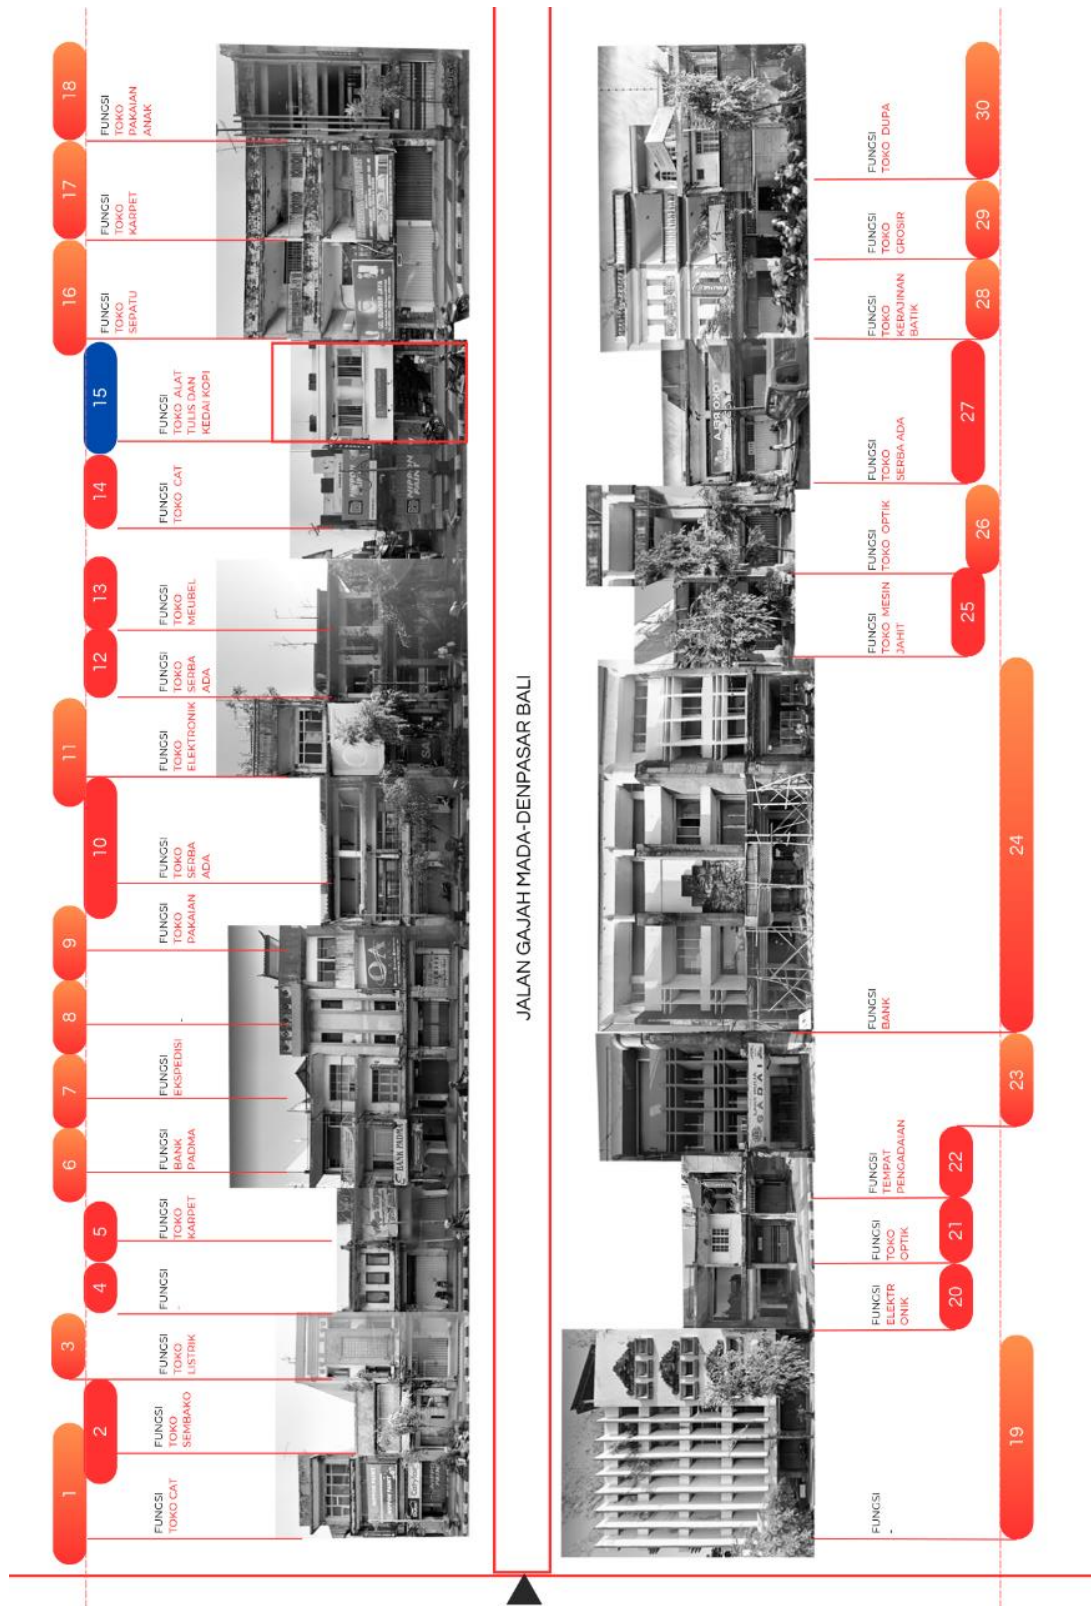 1
FUNGSI
TOKO CAT
2
FUNGSI
TOKO
SEMBAKO
3
FUNGSI
TOKO
LISTRIK
4
FUNGSI
-
5
FUNGSI
TOKO
KARPET
6
FUNGSI
BANK
PADMA
7
FUNGSI
EKSPEDISI
8
-
9
FUNGSI
TOKO
PAKAIAN
10
FUNGSI
TOKO
SERBA
ADA
11
FUNGSI
TOKO
ELEKTRONIK
12
FUNGSI
TOKO
SERBA
ADA
13
FUNGSI
TOKO
MEUBEL
14
FUNGSI
TOKO CAT
15
FUNGSI
TOKO ALAT
TULIS DAN
KEDAI KOPI
16
FUNGSI
TOKO
SEPATU
17
FUNGSI
TOKO
KARPET
18
FUNGSI
TOKO
PAKAIAN
ANAK
BANK PADMA
NIPPON PAINT
JALAN GAJAH MADA-DENPASAR BALI
GADAI
TOKO
FUNGSI
-
19
FUNGSI
ELEKTR
ONIK
20
FUNGSI
TOKO
OPTIK
21
FUNGSI
TEMPAT
PENGADAIAN
22
23
FUNGSI
BANK
24
FUNGSI
TOKO MESIN
JAHIT
25
FUNGSI
TOKO OPTIK
26
FUNGSI
TOKO
SERBA ADA
27
FUNGSI
TOKO
KERAJINAN
BATIK
28
FUNGSI
TOKO
GROSIR
29
FUNGSI
TOKO DUPA
30